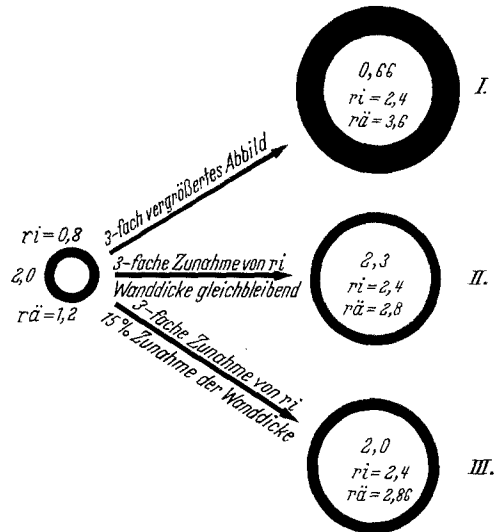 0,66
ri = 2,4
rä = 3,6
I.
3-fach vergrößertes Abbild
ri = 0,8
2,0
rä = 1,2
3-fache Zunahme von ri
Wanddicke gleichbleibend
2,3
ri = 2,4
rä = 2,8
II.
3-fache Zunahme von ri
15% Zunahme der Wanddicke
2,0
ri = 2,4
rä = 2,86
III.